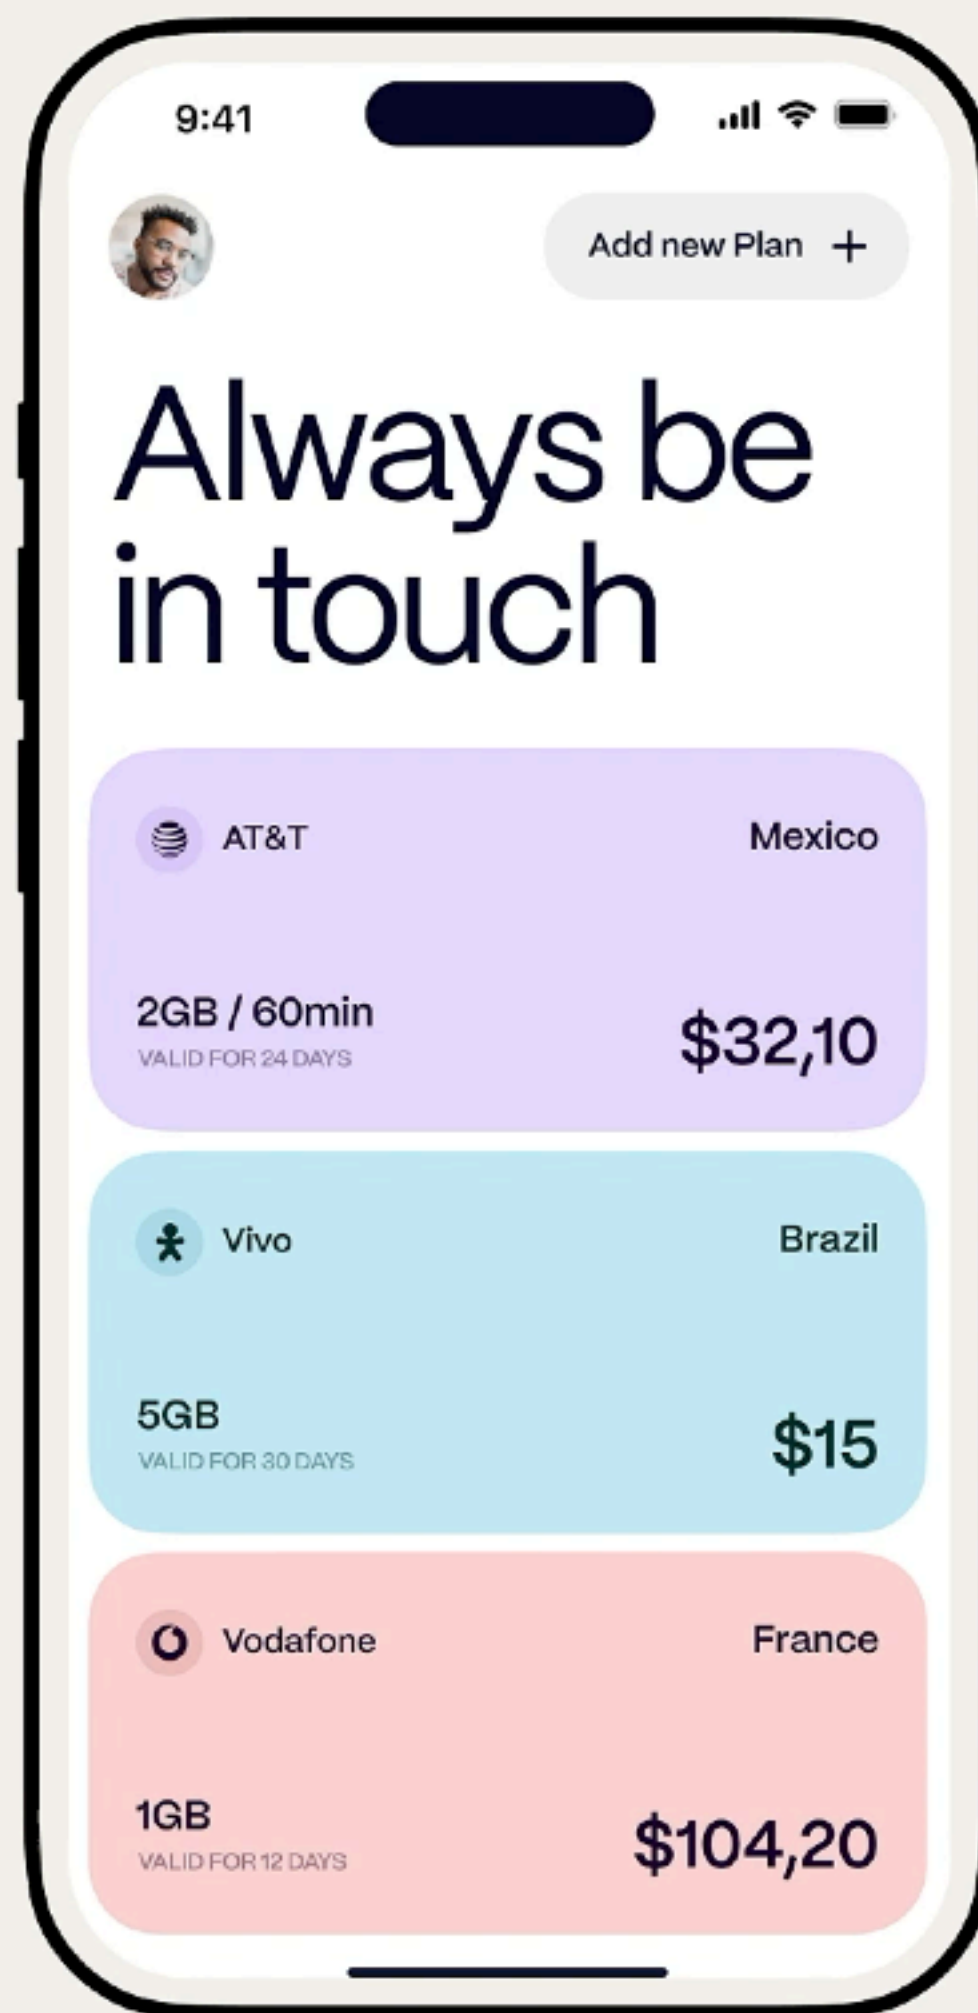 9:41
Add new Plan +
Always be
in touch
AT&T
Mexico
2GB / 60min
VALID FOR 24 DAYS
$32,10
Vivo
Brazil
5GB
VALID FOR 30 DAYS
$15
Vodafone
France
1GB
VALID FOR 12 DAYS
$104,20